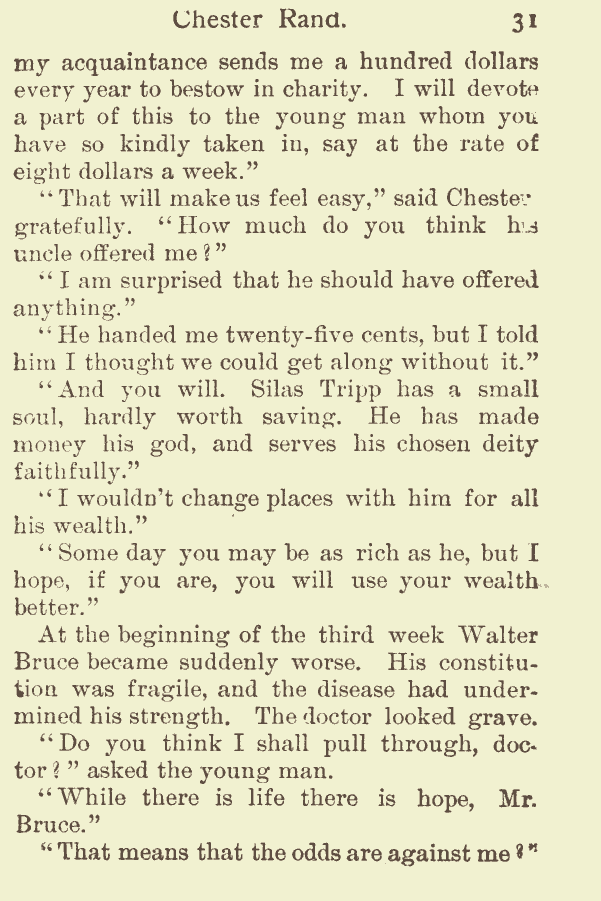 Chester Rand. 31
my acquaintance sends me a hundred dollars
every year to bestow in charity. I will devote
a part of this to the young man whom you
have so kindly taken in, say at the rate of
eight dollars a week.”
“That will make us feel easy,” said Chester
gratefully. “How much do you think his
uncle offered me?”
“I am surprised that he should have offered
anything.”
“He handed me twenty-five cents, but I told
him I thought we could get along without it.”
“And you will. Silas Tripp has a small
soul, hardly worth saving. He has made
money his god, and serves his chosen deity
faithfully.”
“I wouldn’t change places with him for all
his wealth.”
“Some day you may be as rich as he, but I
hope, if you are, you will use your wealth
better.”
At the beginning of the third week Walter
Bruce became suddenly worse. His constitu-
tion was fragile, and the disease had under-
mined his strength. The doctor looked grave.
“Do you think I shall pull through, doc-
tor?” asked the young man.
“While there is life there is hope, Mr.
Bruce.”
“That means that the odds are against me?”